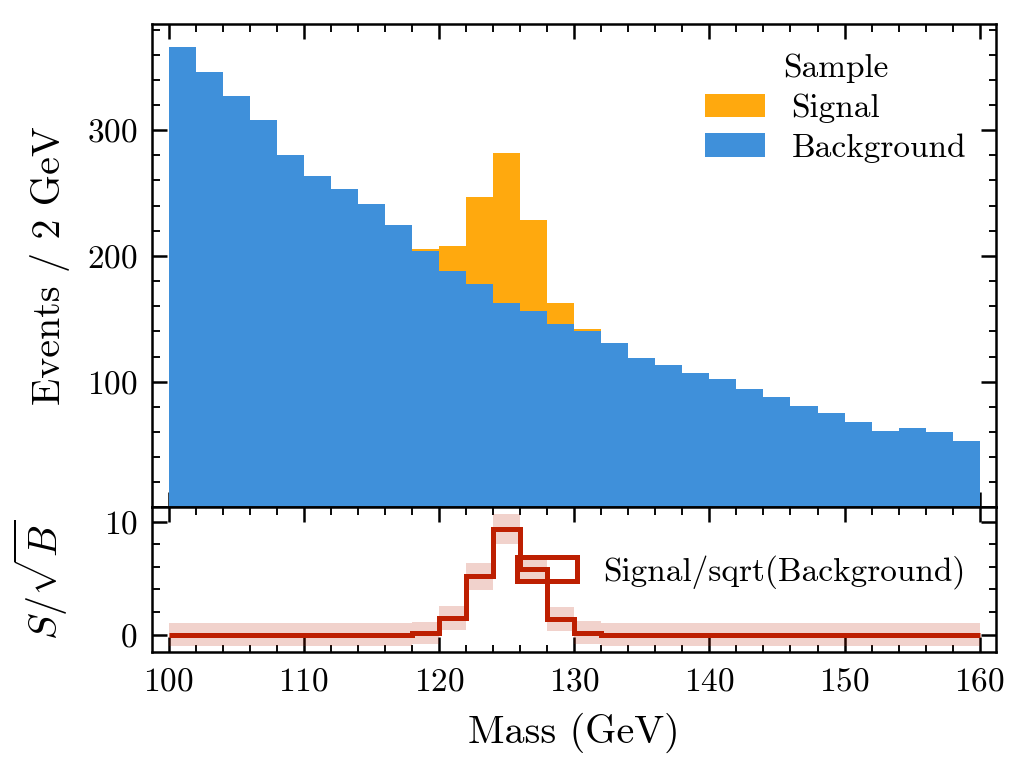 Sample
Signal
Background
Events / 2 GeV
300
200
100
S/√B
10
0
Signal/sqrt(Background)
100 110 120 130 140 150 160
Mass (GeV)